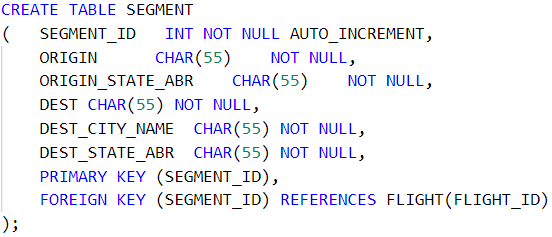 CREATE TABLE SEGMENT
( SEGMENT_ID INT NOT NULL AUTO_INCREMENT,
ORIGIN CHAR(55) NOT NULL,
ORIGIN_STATE_ABR CHAR(55) NOT NULL,
DEST CHAR(55) NOT NULL,
DEST_CITY_NAME CHAR(55) NOT NULL,
DEST_STATE_ABR CHAR(55) NOT NULL,
PRIMARY KEY (SEGMENT_ID),
FOREIGN KEY (SEGMENT_ID) REFERENCES FLIGHT(FLIGHT_ID)
);